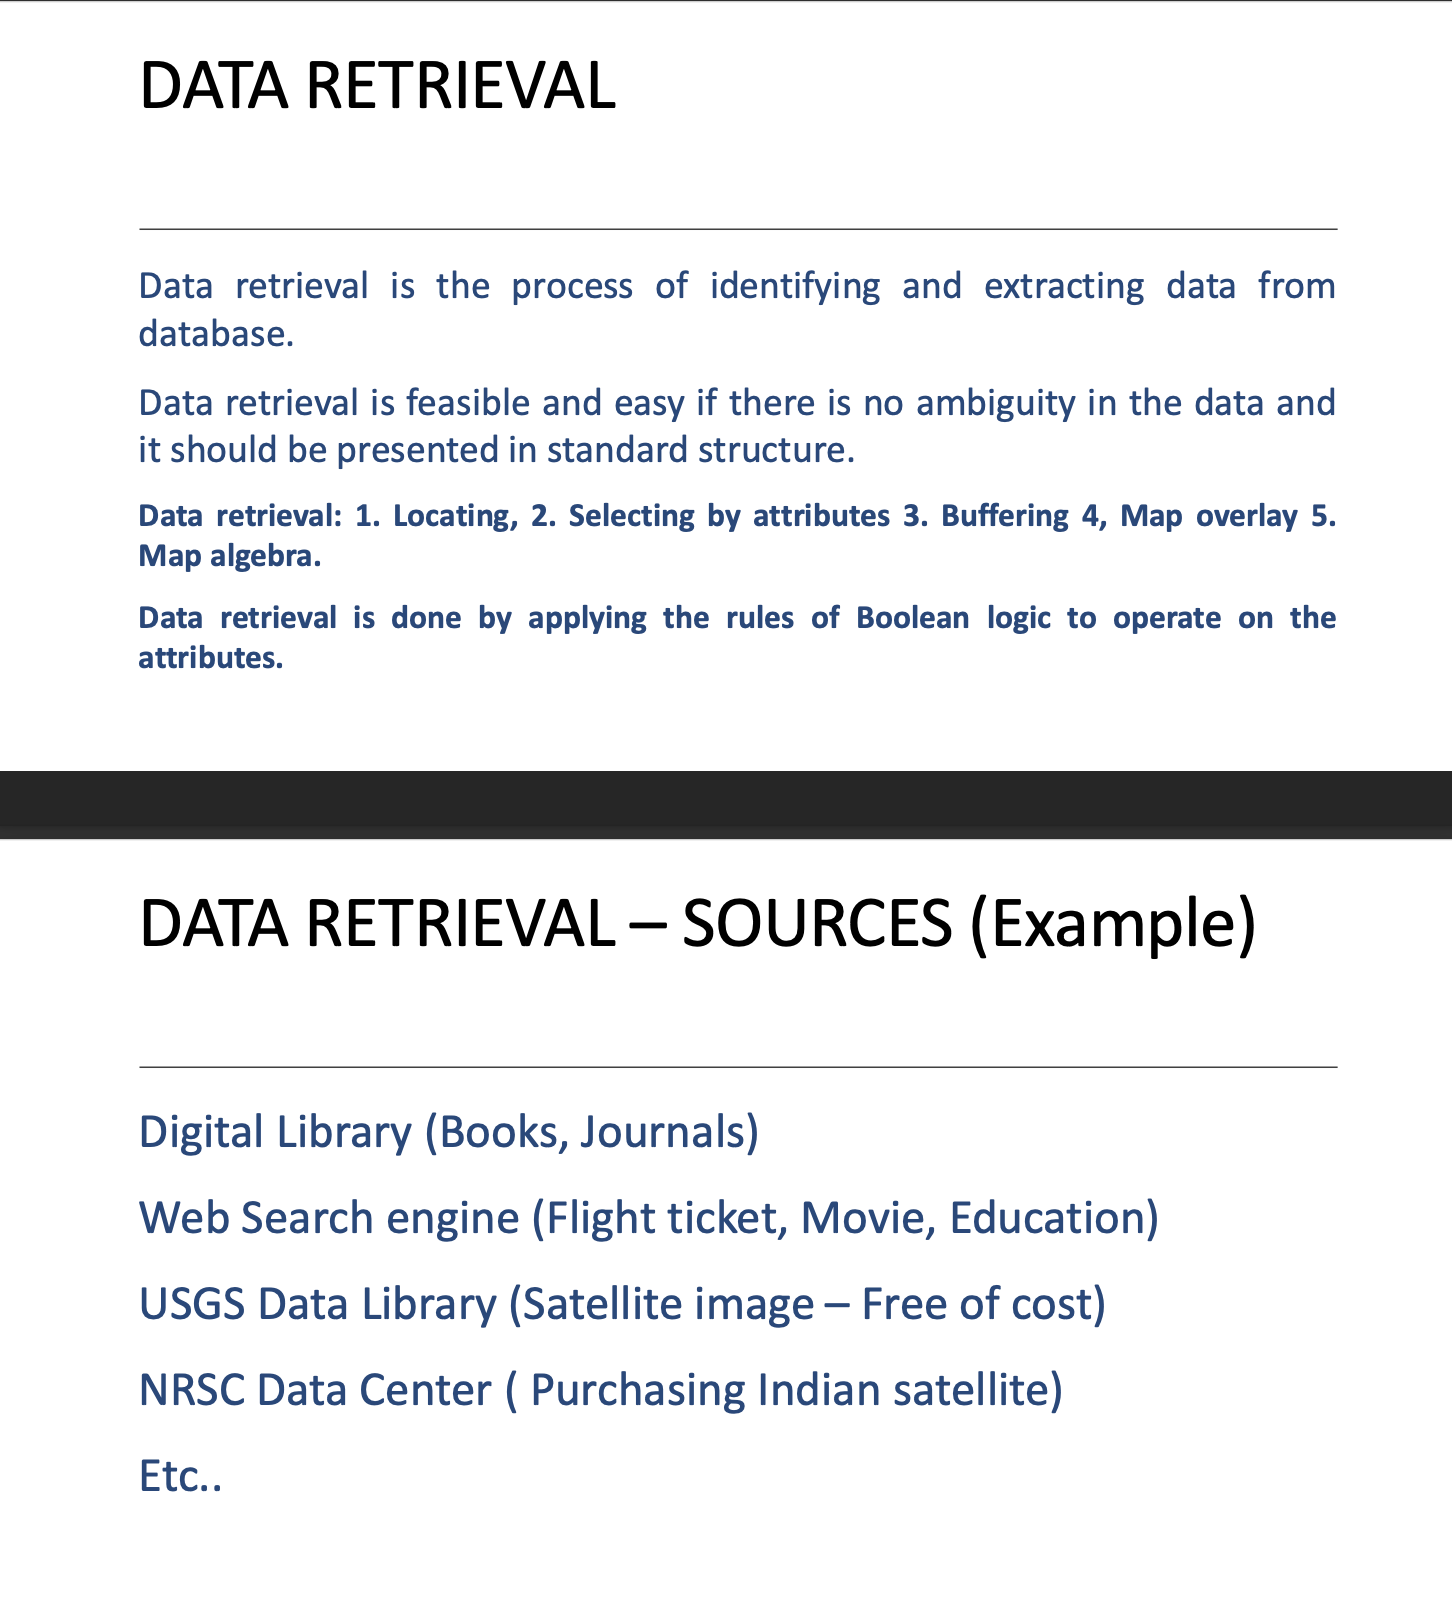 DATA RETRIEVAL
Data retrieval is the process of identifying and extracting data from
database.
Data retrieval is feasible and easy if there is no ambiguity in the data and
it should be presented in standard structure.
Data retrieval: 1. Locating, 2. Selecting by attributes 3. Buffering 4, Map overlay 5.
Map algebra.
Data retrieval is done by applying the rules of Boolean logic to operate on the
attributes.
DATA RETRIEVAL – SOURCES (Example)
Digital Library (Books, Journals)
Web Search engine (Flight ticket, Movie, Education)
USGS Data Library (Satellite image – Free of cost)
NRSC Data Center ( Purchasing Indian satellite)
Etc..